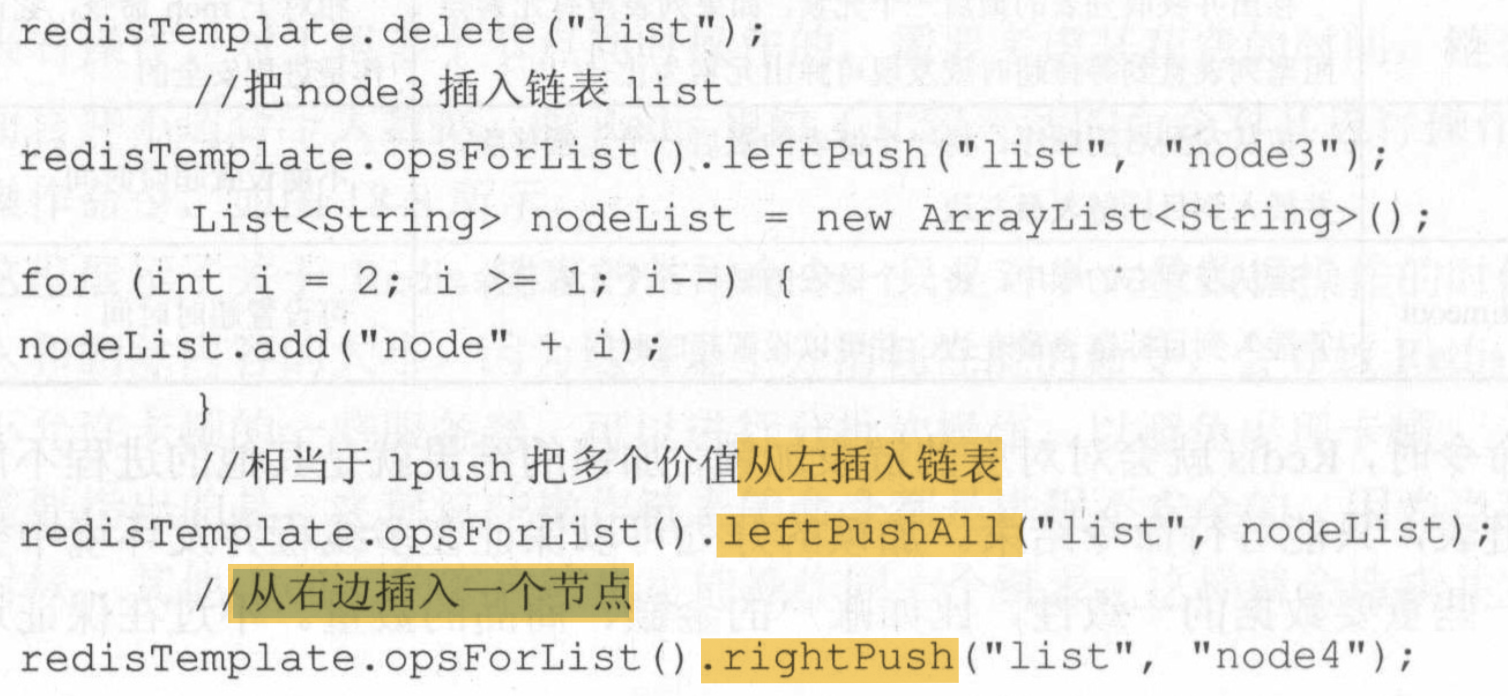 redisTemplate.delete("list");
//把 node3 插入链表 list
redisTemplate.opsForList().leftPush("list", "node3");
List<String> nodeList = new ArrayList<String>();
for (int i = 2; i >= 1; i--) {
nodeList.add("node" + i);
}
//相当于 lpush 把多个价值从左插入链表
redisTemplate.opsForList().leftPushAll("list", nodeList);
//从右边插入一个节点
redisTemplate.opsForList().rightPush("list", "node4");